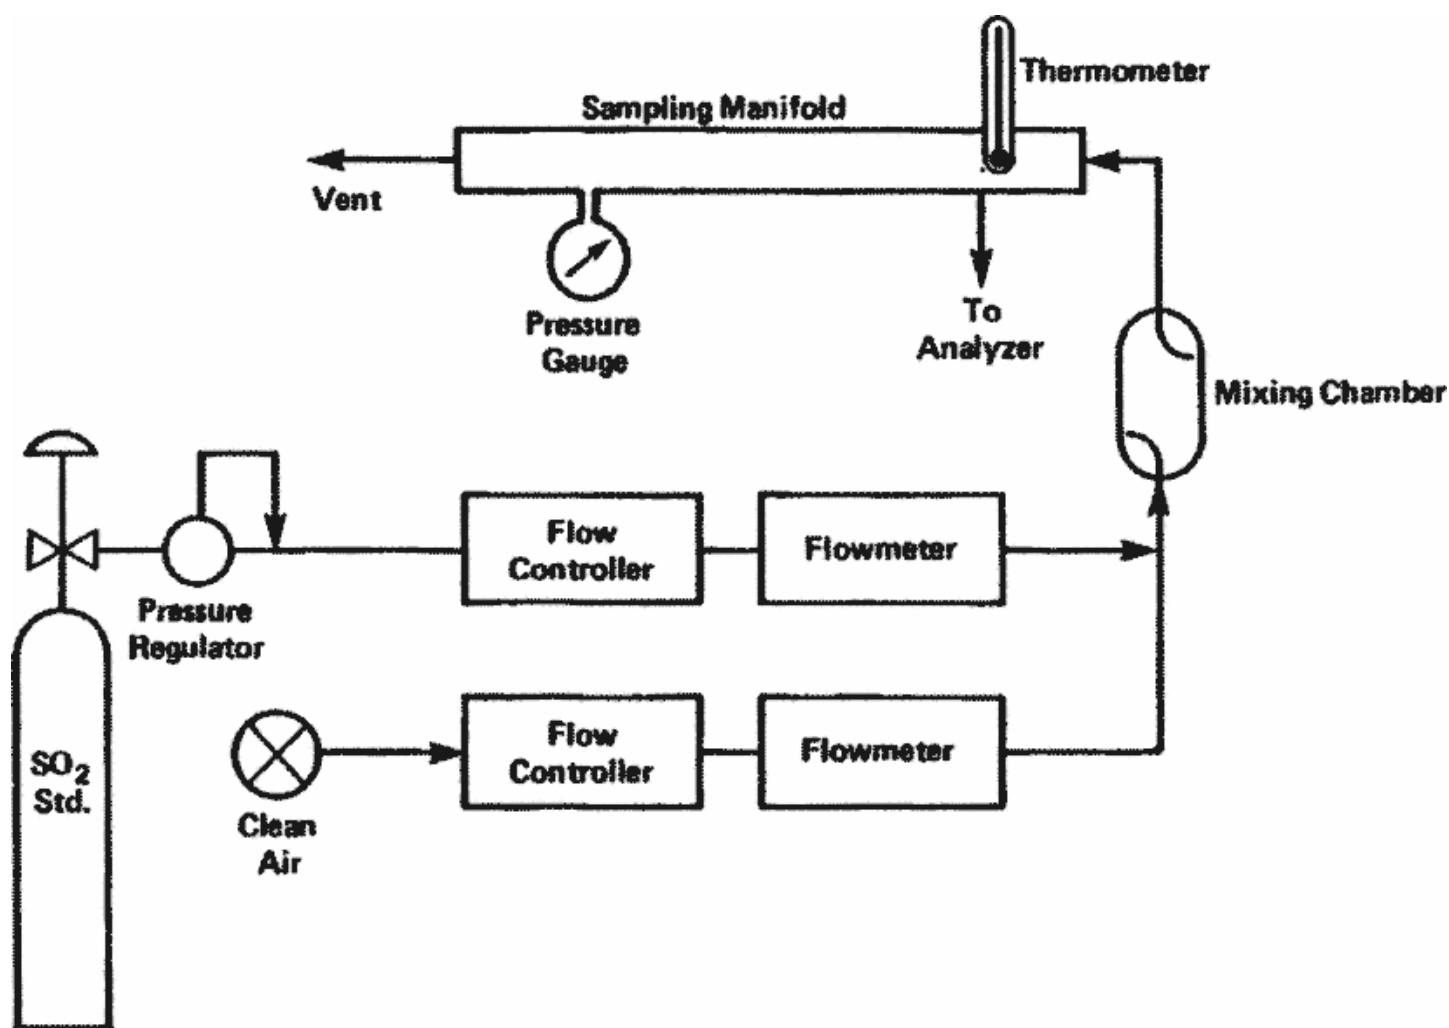 Thermometer
Sampling Manifold
Vent
Pressure
Gauge
To
Analyzer
Mixing Chamber
Flow
Controller
Flowmeter
Pressure
Regulator
SO₂
Std.
Flow
Controller
Flowmeter
Clean
Air